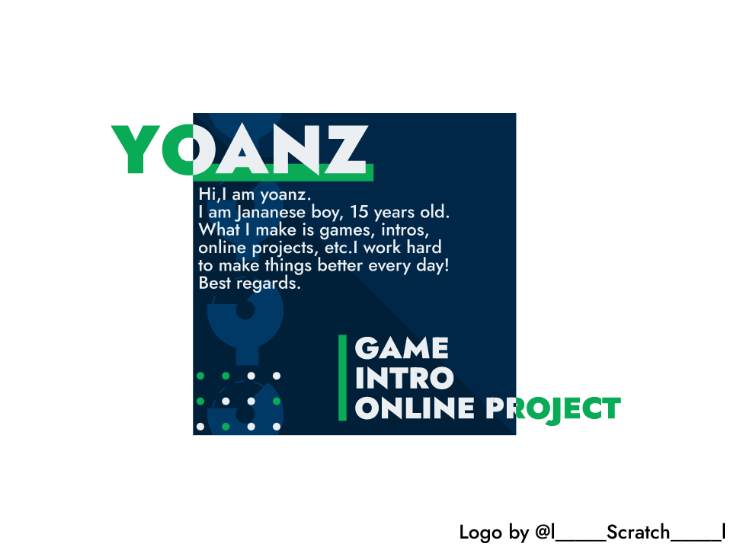 YOANZ
Hi,I am yoanz.
I am Jananese boy, 15 years old.
What I make is games, intros,
online projects, etc.I work hard
to make things better every day!
Best regards.
GAME
INTRO
ONLINE PROJECT
Logo by @l_____Scratch_____l